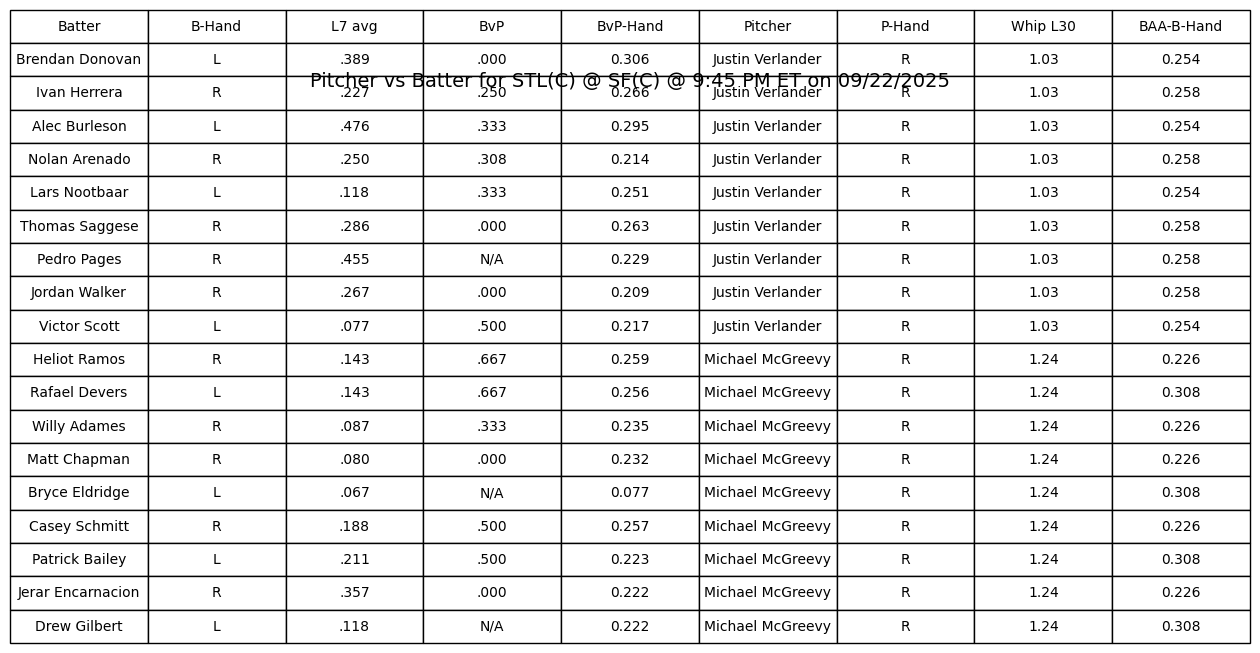 Batter B-Hand L7 avg BvP BvP-Hand Pitcher P-Hand Whip L30 BAA-B-Hand
Brendan Donovan L .389 .000 0.306 Justin Verlander R 1.03 0.254
Pitcher vs Batter for STL(C) @ SF(C) @ 9:45 PM ET on 09/22/2025
Ivan Herrera R .227 .250 0.266 Justin Verlander R 1.03 0.258
Alec Burleson L .476 .333 0.295 Justin Verlander R 1.03 0.254
Nolan Arenado R .250 .308 0.214 Justin Verlander R 1.03 0.258
Lars Nootbaar L .118 .333 0.251 Justin Verlander R 1.03 0.254
Thomas Saggese R .286 .000 0.263 Justin Verlander R 1.03 0.258
Pedro Pages R .455 N/A 0.229 Justin Verlander R 1.03 0.258
Jordan Walker R .267 .000 0.209 Justin Verlander R 1.03 0.258
Victor Scott L .077 .500 0.217 Justin Verlander R 1.03 0.254
Heliot Ramos R .143 .667 0.259 Michael McGreevy R 1.24 0.226
Rafael Devers L .143 .667 0.256 Michael McGreevy R 1.24 0.308
Willy Adames R .087 .333 0.235 Michael McGreevy R 1.24 0.226
Matt Chapman R .080 .000 0.232 Michael McGreevy R 1.24 0.226
Bryce Eldridge L .067 N/A 0.077 Michael McGreevy R 1.24 0.308
Casey Schmitt R .188 .500 0.257 Michael McGreevy R 1.24 0.226
Patrick Bailey L .211 .500 0.223 Michael McGreevy R 1.24 0.308
Jerar Encarnacion R .357 .000 0.222 Michael McGreevy R 1.24 0.226
Drew Gilbert L .118 N/A 0.222 Michael McGreevy R 1.24 0.308